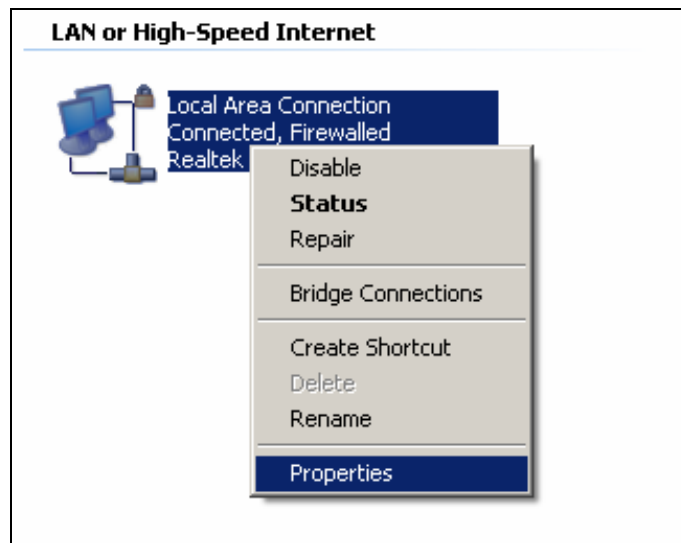 LAN or High-Speed Internet
Local Area Connection
Connected, Firewalled
Realtek
Disable
Status
Repair
Bridge Connections
Create Shortcut
Delete
Rename
Properties